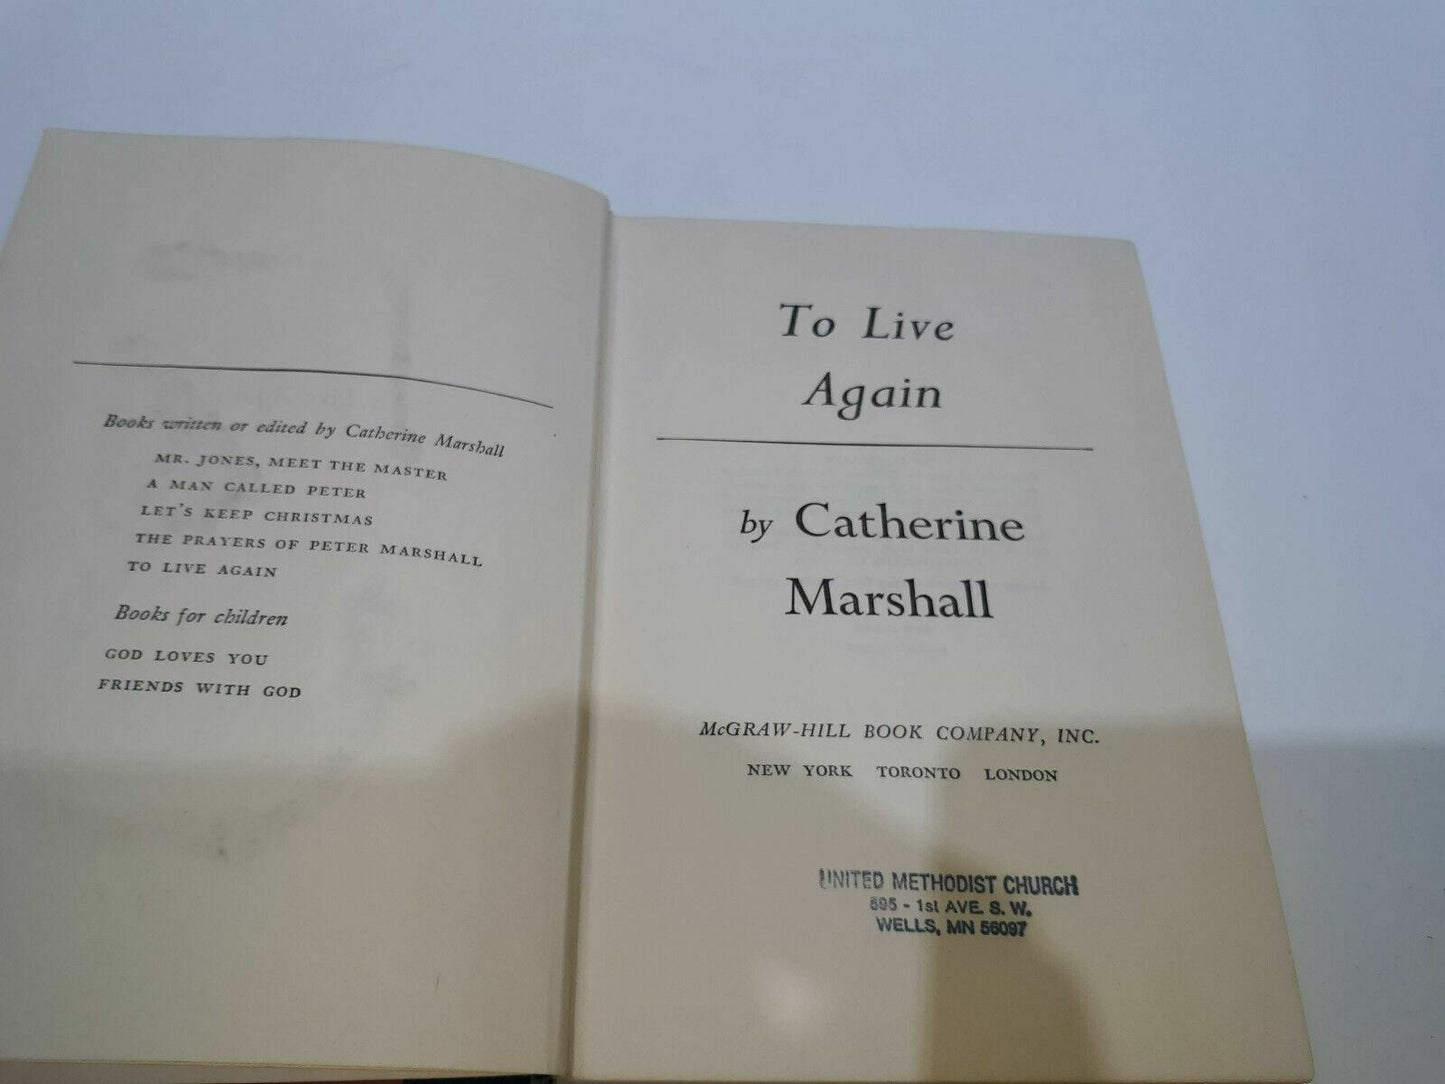 Books written or edited by Catherine Marshall
MR. JONES, MEET THE MASTER
A MAN CALLED PETER
LET'S KEEP CHRISTMAS
THE PRAYERS OF PETER MARSHALL
TO LIVE AGAIN
Books for children
GOD LOVES YOU
FRIENDS WITH GOD
To Live
Again
by Catherine
Marshall
McGRAW-HILL BOOK COMPANY, INC.
NEW YORK TORONTO LONDON
UNITED METHODIST CHURCH
- 1st AVE. S. W.
WELLS, MN 56097